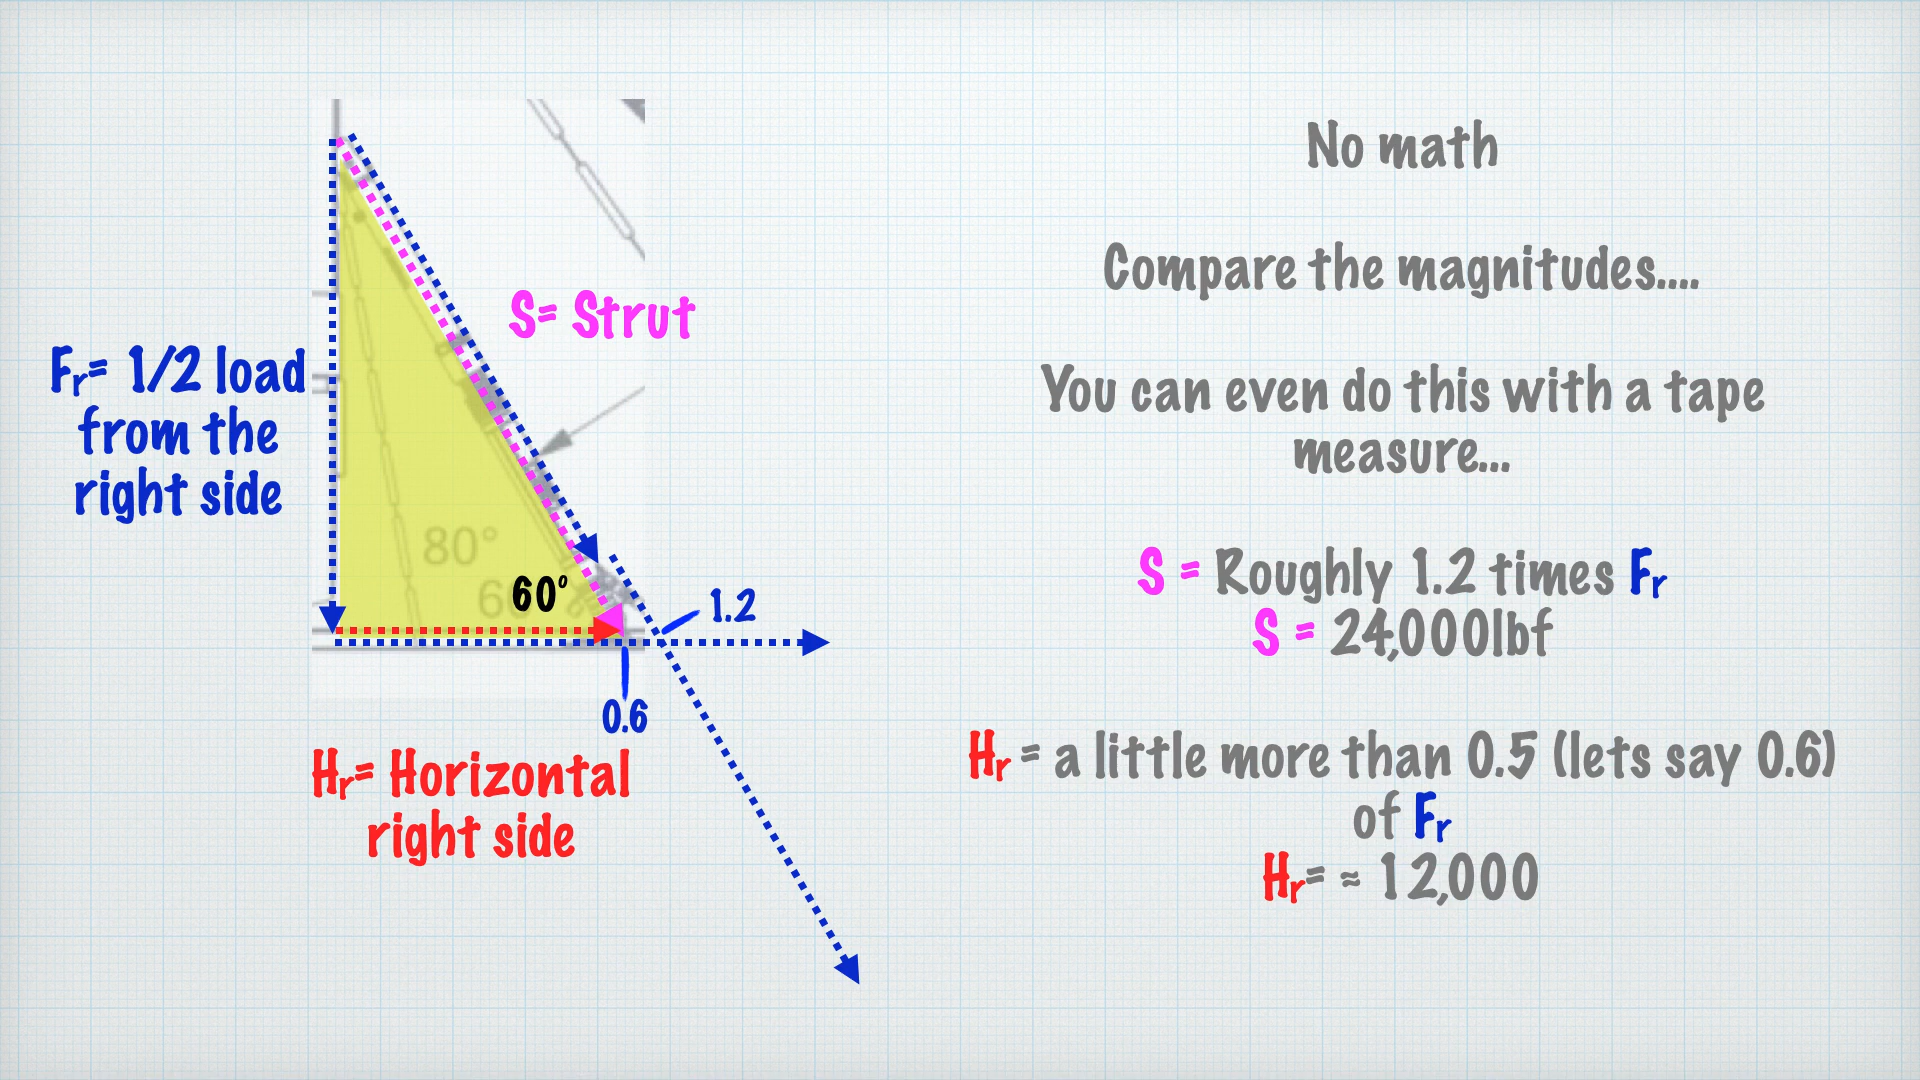 No math
Compare the magnitudes....
You can even do this with a tape
measure...
S= Strut
Fr= 1/2 load
from the
right side
80°
60°
1.2
0.6
Hr= Horizontal
right side
S = Roughly 1.2 times Fr
S = 24,000lbf
Hr = a little more than 0.5 (lets say 0.6)
of Fr
Hr= ≈ 12,000